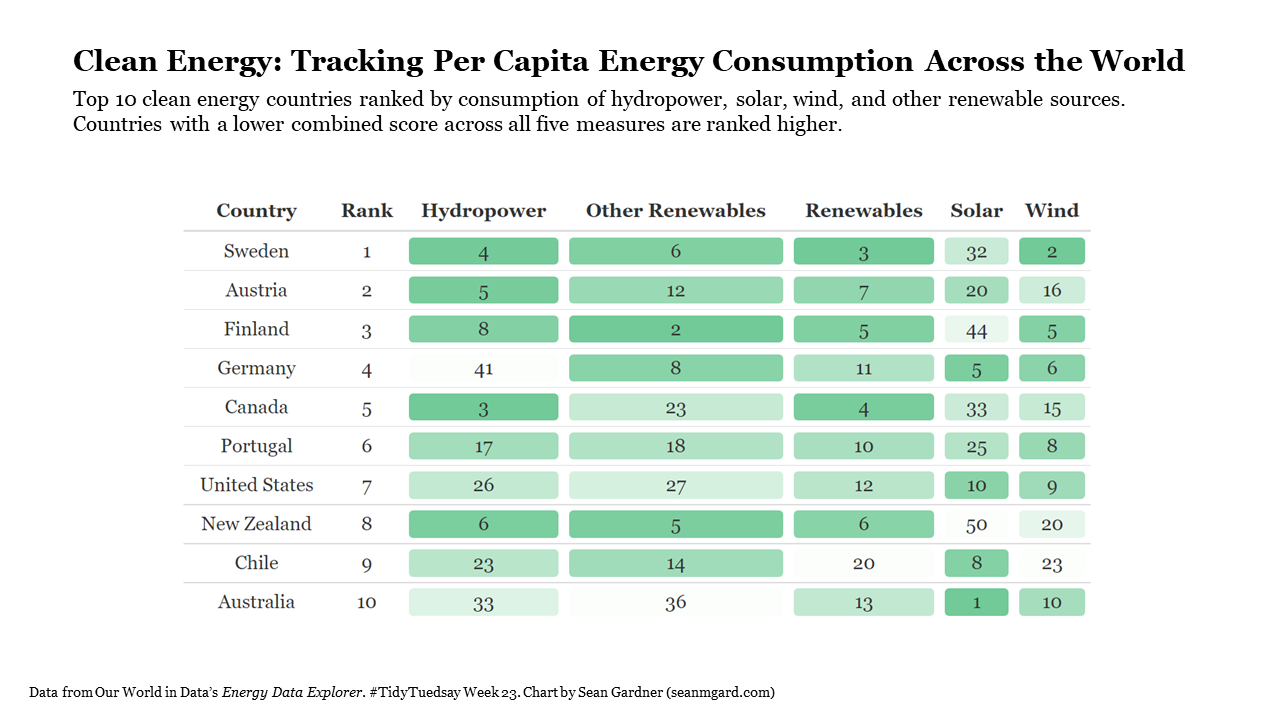 Clean Energy: Tracking Per Capita Energy Consumption Across the World
Top 10 clean energy countries ranked by consumption of hydropower, solar, wind, and other renewable sources.
Countries with a lower combined score across all five measures are ranked higher.
Country Rank Hydropower Other Renewables Renewables Solar Wind
Sweden 1 4 6 3 32 2
Austria 2 5 12 7 20 16
Finland 3 8 2 5 44 5
Germany 4 41 8 11 5 6
Canada 5 3 23 4 33 15
Portugal 6 17 18 10 25 8
United States 7 26 27 12 10 9
New Zealand 8 6 5 6 50 20
Chile 9 23 14 20 8 23
Australia 10 33 36 13 1 10
Data from Our World in Data's Energy Data Explorer. #TidyTuedsay Week 23. Chart by Sean Gardner (seanmgard.com)